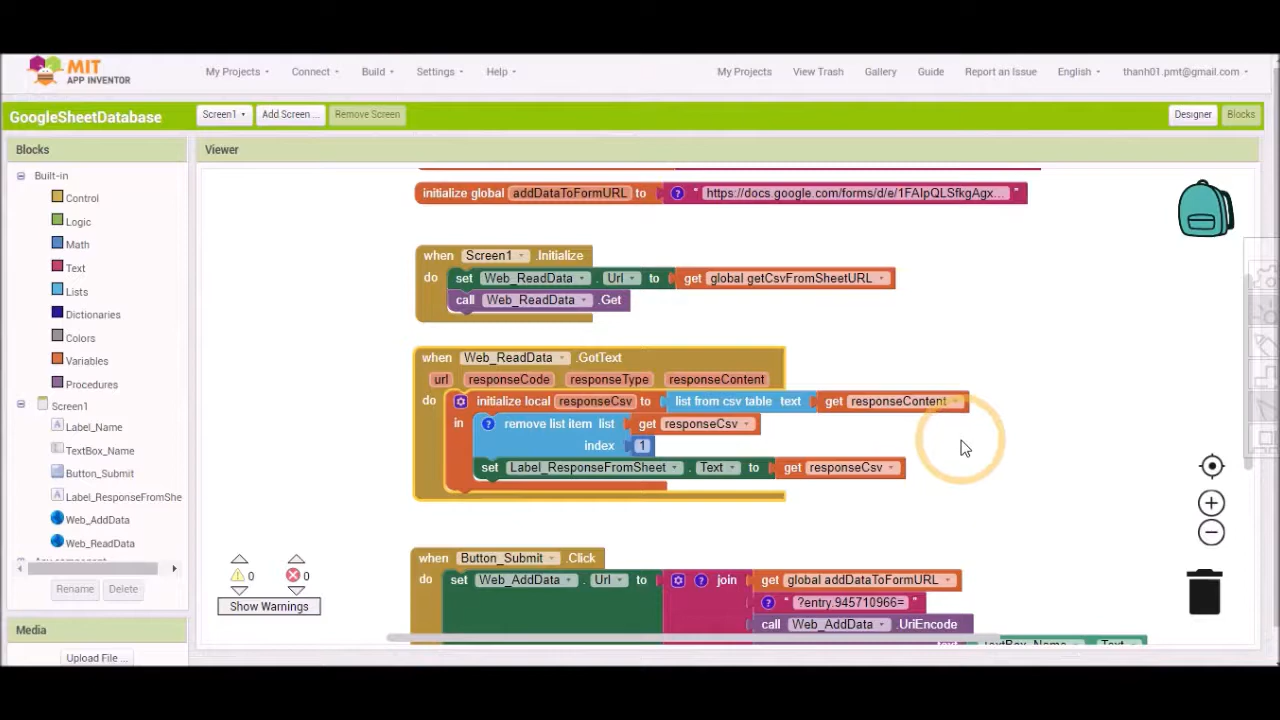 MIT
APP INVENTOR
My Projects Connect Build Settings Help My Projects View Trash Gallery Guide Report an Issue English thanh01.pmt@gmail.com
GoogleSheetDatabase Screen1 Add Screen ... Remove Screen Designer Blocks
Blocks Viewer
Built-in
Control
Logic
Math
Text
Lists
Dictionaries
Colors
Variables
Procedures
Screen1
Label_Name
TextBox_Name
Button_Submit
Label_ResponseFromShe
Web_AddData
Web_ReadData
Rename Delete
Media
Upload File ...
initialize global addDataToFormURL to ? " https://docs.google.com/forms/d/e/1FAIpQLSfkgAgx... "
when Screen1 .Initialize
do set Web_ReadData . Url to get global getCsvFromSheetURL
call Web_ReadData .Get
when Web_ReadData .GotText
url responseCode responseType responseContent
do initialize local responseCsv to list from csv table text get responseContent
in ? remove list item list get responseCsv
index 1
set Label_ResponseFromSheet . Text to get responseCsv
when Button_Submit .Click
do set Web_AddData . Url to ? join get global addDataToFormURL
? " ?entry.945710966= "
call Web_AddData .UriEncode
text TextBox_Name . Text
0 0
Show Warnings